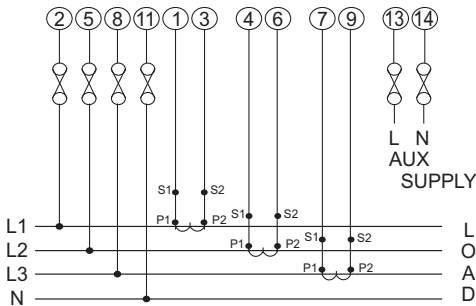 2 5 8 11 1 3 4 6 7 9 13 14
L N
AUX
SUPPLY
S1 S2
P1 P2
S1 S2
P1 P2
S1 S2
P1 P2
L1
L2
L3
N
L
O
A
D